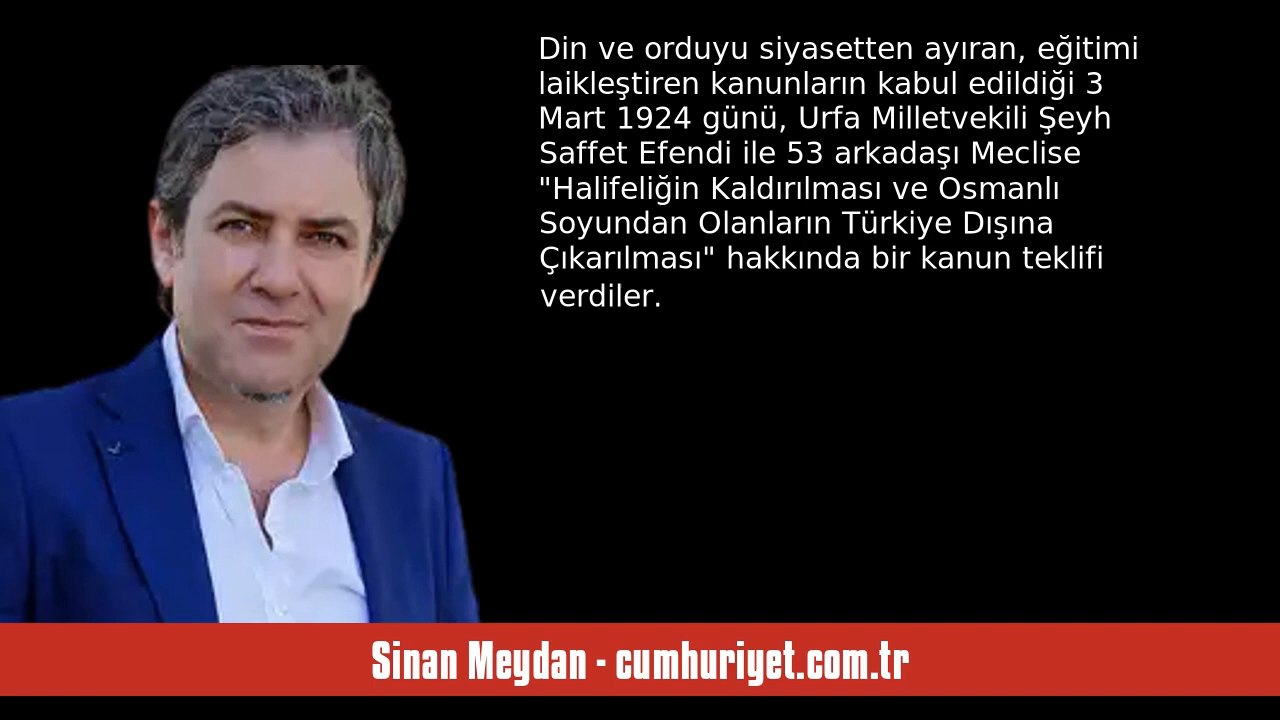 Din ve orduyu siyasetten ayıran, eğitimi
laikleştiren kanunların kabul edildiği 3
Mart 1924 günü, Urfa Milletvekili Şeyh
Saffet Efendi ile 53 arkadaşı Meclise
"Halifeliğin Kaldırılması ve Osmanlı
Soyundan Olanların Türkiye Dışına
Çıkarılması" hakkında bir kanun teklifi
verdiler.
Sinan Meydan - cumhuriyet.com.tr